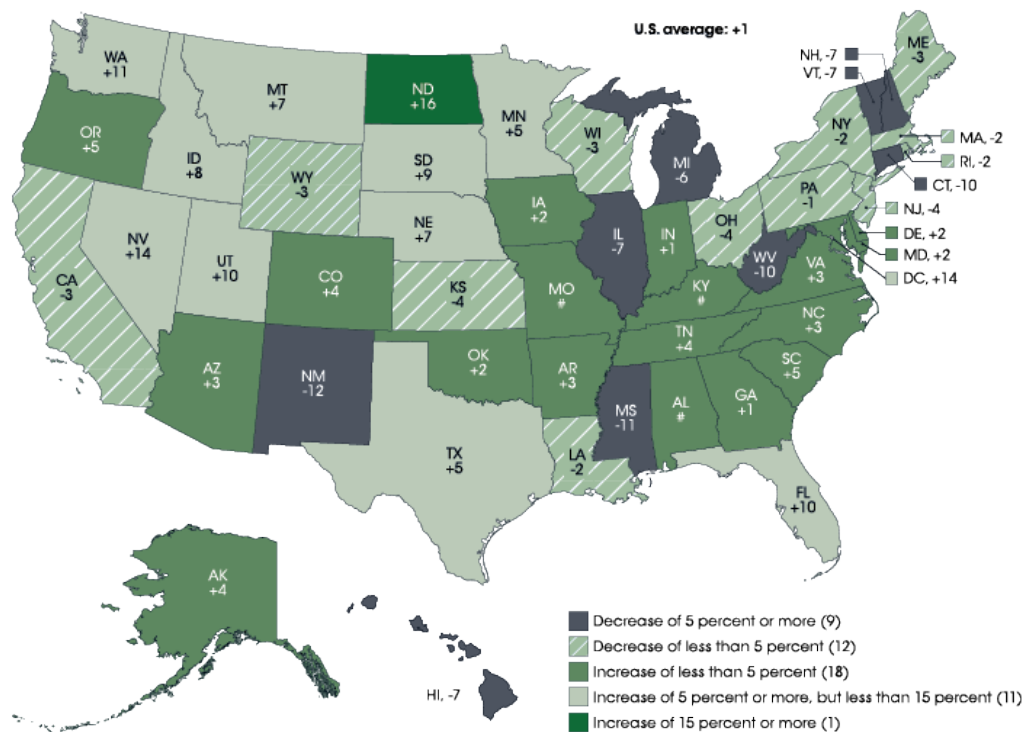 U.S. average: +1
WA
+11
MT
+7
ND
+16
MN
+5
NH, -7
VT, -7
ME
-3
OR
+5
ID
+8
WY
-3
SD
+9
WI
-3
MI
-6
NY
-2
MA, -2
RI, -2
CT, -10
NJ, -4
DE, +2
MD, +2
DC, +14
PA
-1
NV
+14
UT
+10
NE
+7
IA
+2
IL
-7
IN
+1
OH
-4
WV
-10
VA
+3
CA
-3
CO
+4
KS
-4
MO
#
KY
#
NC
+3
TN
+4
SC
+5
AZ
+3
NM
-12
OK
+2
AR
+3
MS
-11
AL
#
GA
+1
TX
+5
LA
-2
FL
+10
AK
+4
HI, -7
Decrease of 5 percent or more (9)
Decrease of less than 5 percent (12)
Increase of less than 5 percent (18)
Increase of 5 percent or more, but less than 15 percent (11)
Increase of 15 percent or more (1)